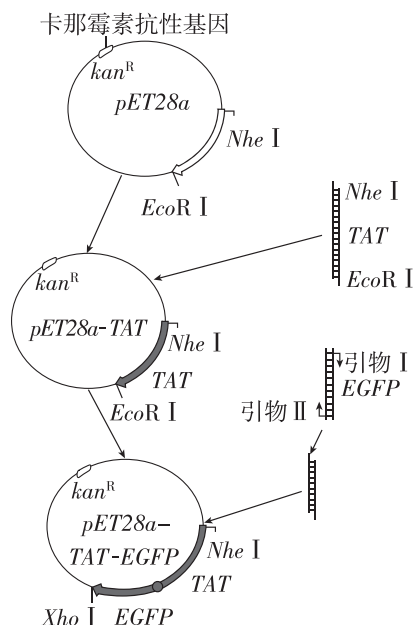 卡那霉素抗性基因
kanᴿ
pET28a
Nhe Ⅰ
EcoR Ⅰ
Nhe Ⅰ
TAT
EcoR Ⅰ
kanᴿ
pET28a-TAT
Nhe Ⅰ
TAT
EcoR Ⅰ
引物Ⅰ
EGFP
引物Ⅱ
kanᴿ
pET28a-
TAT-EGFP
Nhe Ⅰ
TAT
Xho Ⅰ EGFP